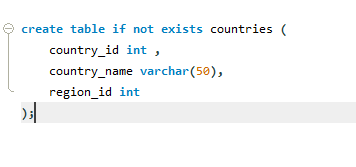 create table if not exists countries (
    country_id int ,
    country_name varchar(50),
    region_id int
);